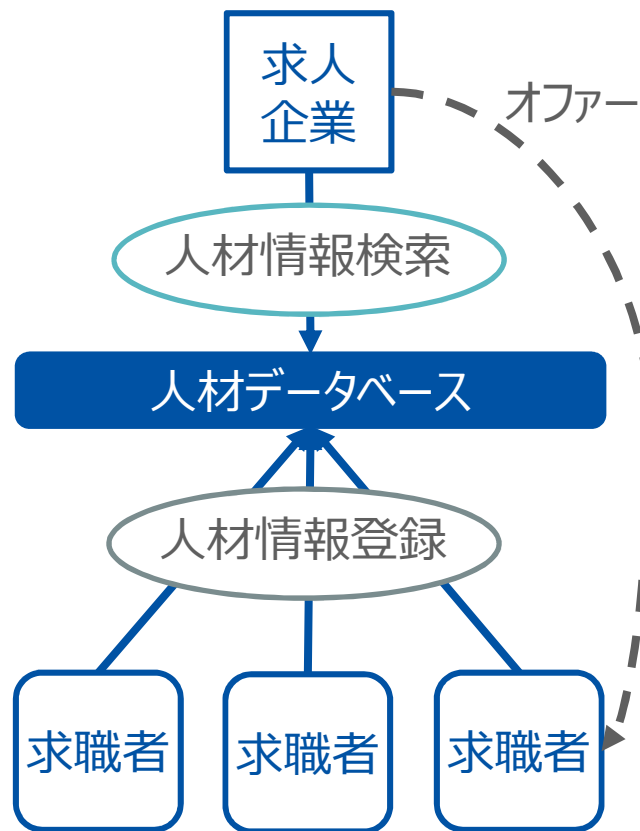 求人
企業
オファー
人材情報検索
人材データベース
人材情報登録
求職者
求職者
求職者